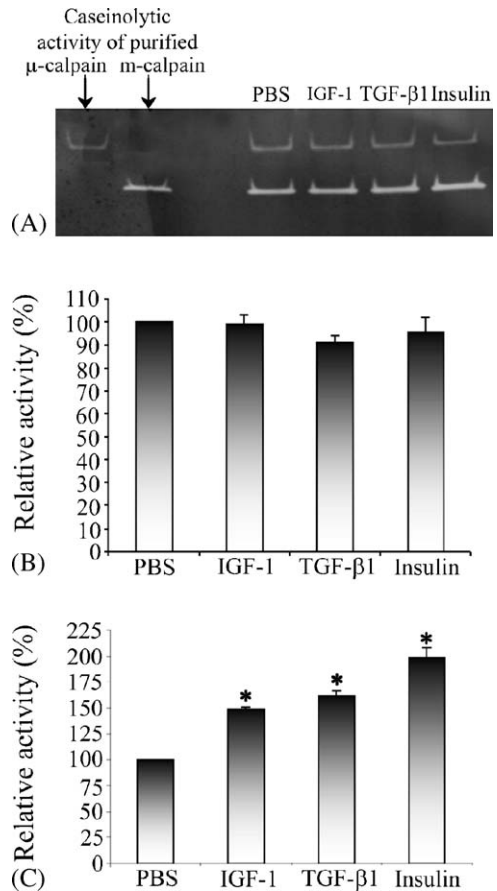 Caseinolytic
activity of purified
μ-calpain m-calpain
PBS IGF-1 TGF-β1 Insulin
(A)
110
100
90
80
70
60
50
40
30
20
10
0
Relative activity (%)
PBS IGF-1 TGF-β1 Insulin
(B)
225
200
175
150
125
100
75
50
25
0
Relative activity (%)
* * *
PBS IGF-1 TGF-β1 Insulin
(C)